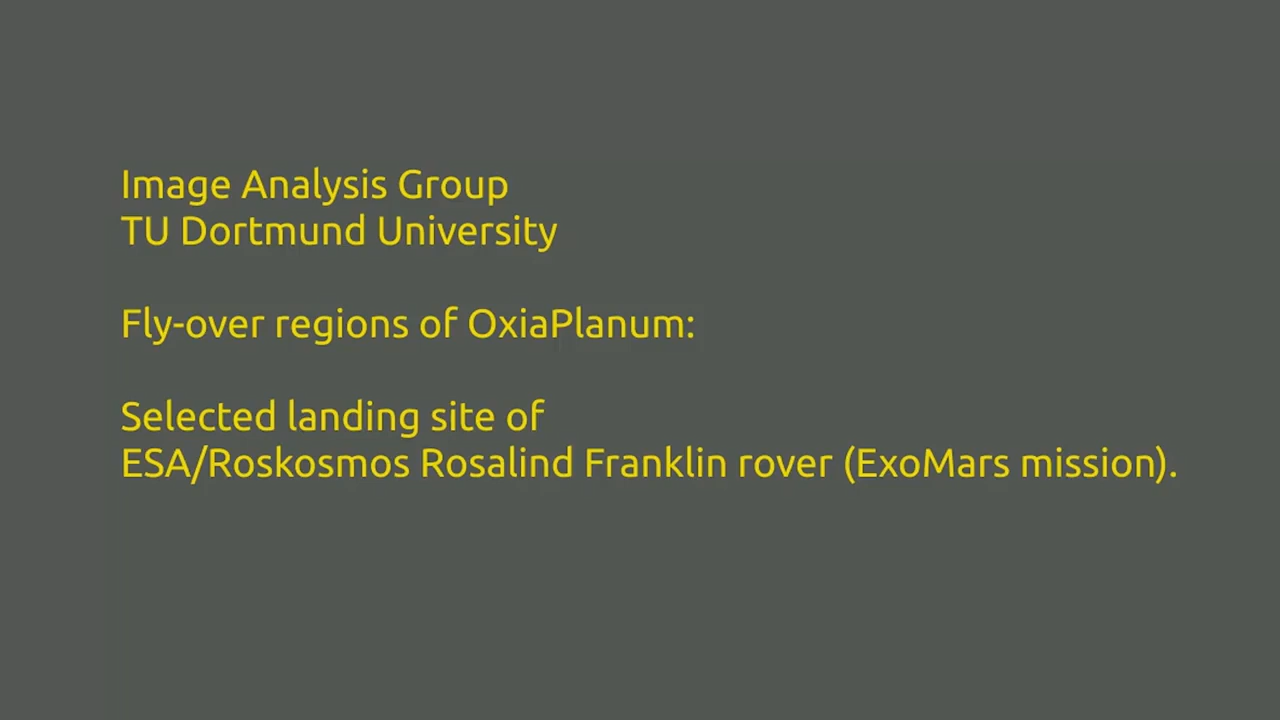 Image Analysis Group
TU Dortmund University
Fly-over regions of OxiaPlanum:
Selected landing site of
ESA/Roskosmos Rosalind Franklin rover (ExoMars mission).